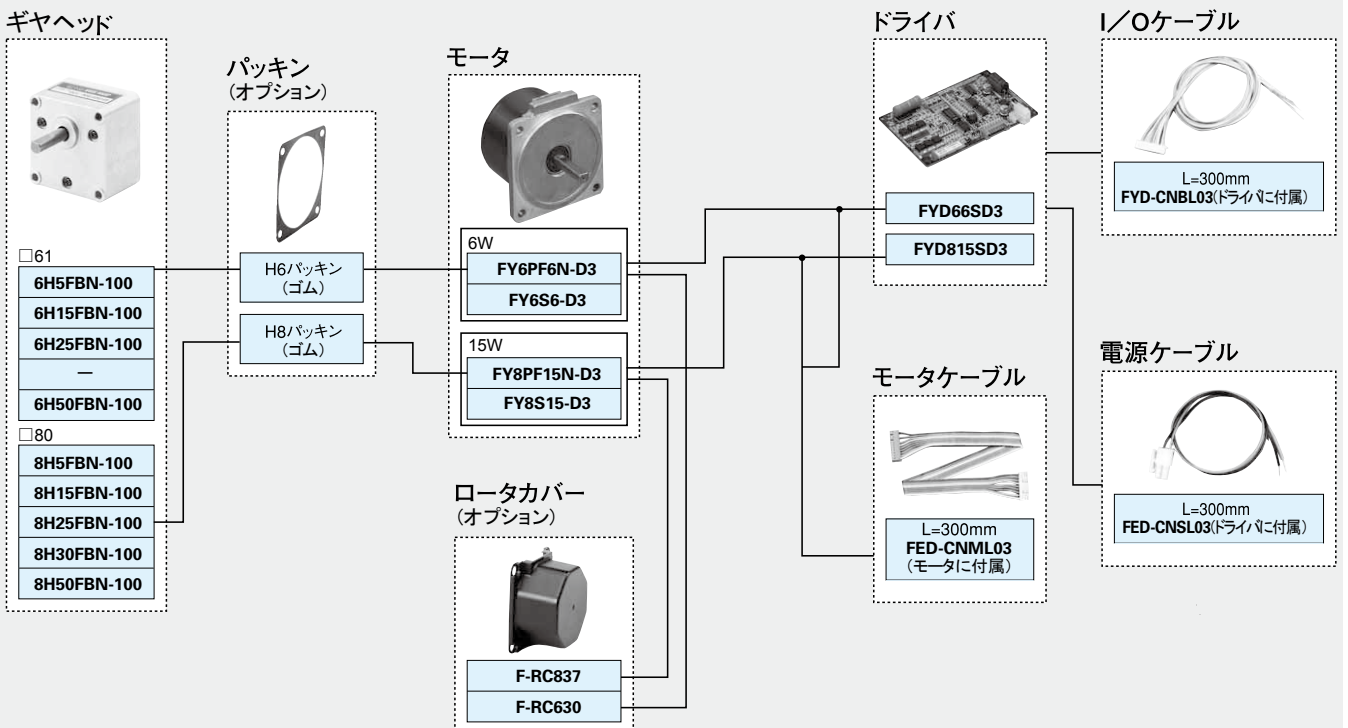 ギヤヘッド
□61
6H5FBN-100
6H15FBN-100
6H25FBN-100
—
6H50FBN-100
□80
8H5FBN-100
8H15FBN-100
8H25FBN-100
8H30FBN-100
8H50FBN-100
パッキン
(オプション)
H6パッキン
(ゴム)
H8パッキン
(ゴム)
モータ
6W
FY6PF6N-D3
FY6S6-D3
15W
FY8PF15N-D3
FY8S15-D3
ロータカバー
(オプション)
F-RC837
F-RC630
ドライバ
FYD66SD3
FYD815SD3
モータケーブル
L=300mm
FED-CNML03
(モータに付属)
I/Oケーブル
L=300mm
FYD-CNBL03(ドライバに付属)
電源ケーブル
L=300mm
FED-CNSL03(ドライバに付属)